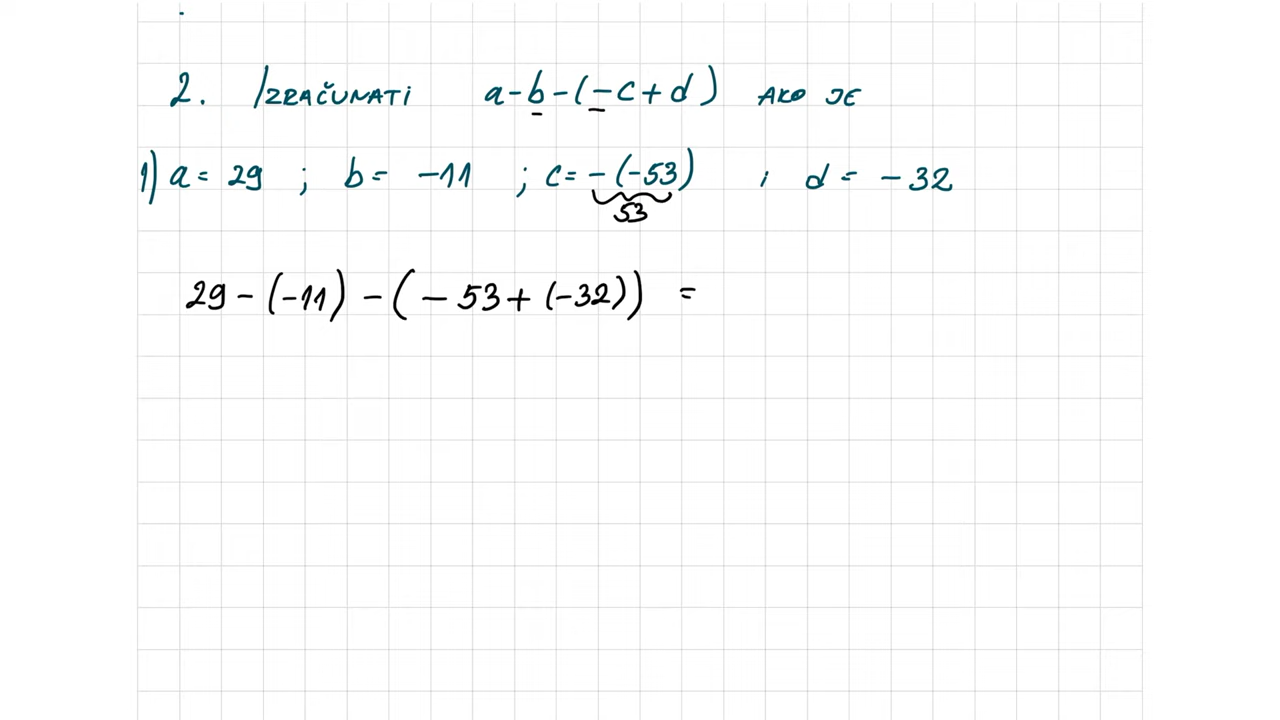 2. IZRAČUNATI a-b-(-c+d) AKO JE
1) a = 29 ; b = -11 ; c = -(-53) i d = -32
53
29 - (-11) - (-53 + (-32)) =